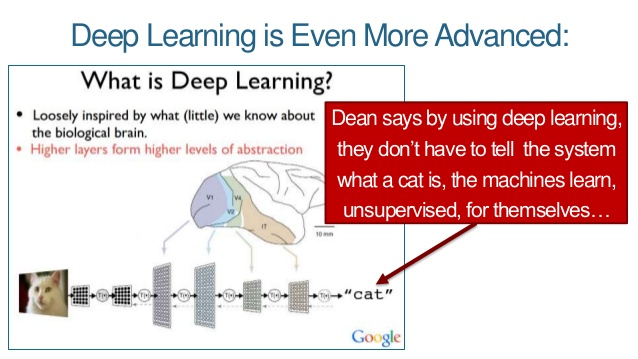 Deep Learning is Even More Advanced:
What is Deep Learning?
• Loosely inspired by what (little) we know about
the biological brain.
• Higher layers form higher levels of abstraction
Dean says by using deep learning,
they don't have to tell the system
what a cat is, the machines learn,
unsupervised, for themselves…
V1
V2
V4
IT
10 mm
T(•)
T(•)
T(•)
T(•)
T(•)
T(•)
T(•)
"cat"
Google